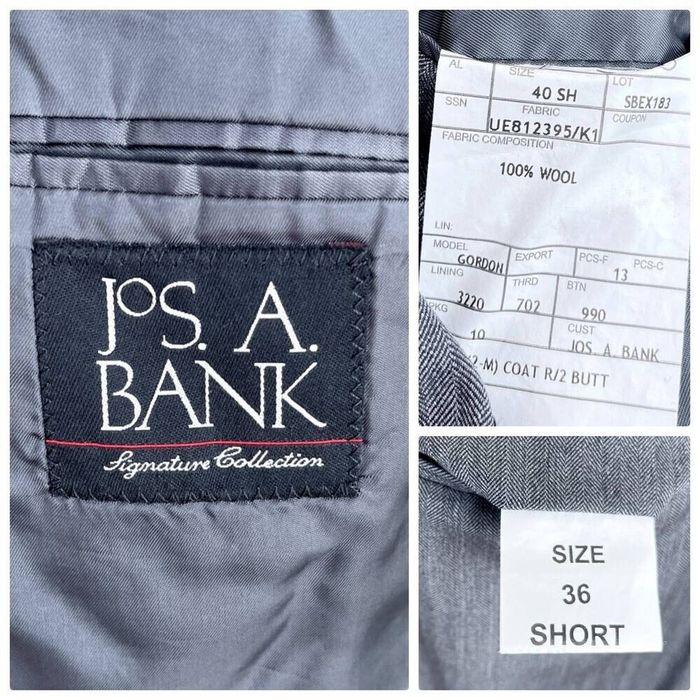 JOS. A.
BANK
Signature Collection
AL SIZE LOT
40 SH SBEX183
SSN FABRIC COUPON
UE812395/K1
FABRIC COMPOSITION
100% WOOL
LIN:
MODEL EXPORT PCS-F PCS-C
GORDON 13
LINING THRD BTN
3220 702 990
PKG CUST
10 JOS. A. BANK
(2-M) COAT R/2 BUTT
SIZE
36
SHORT